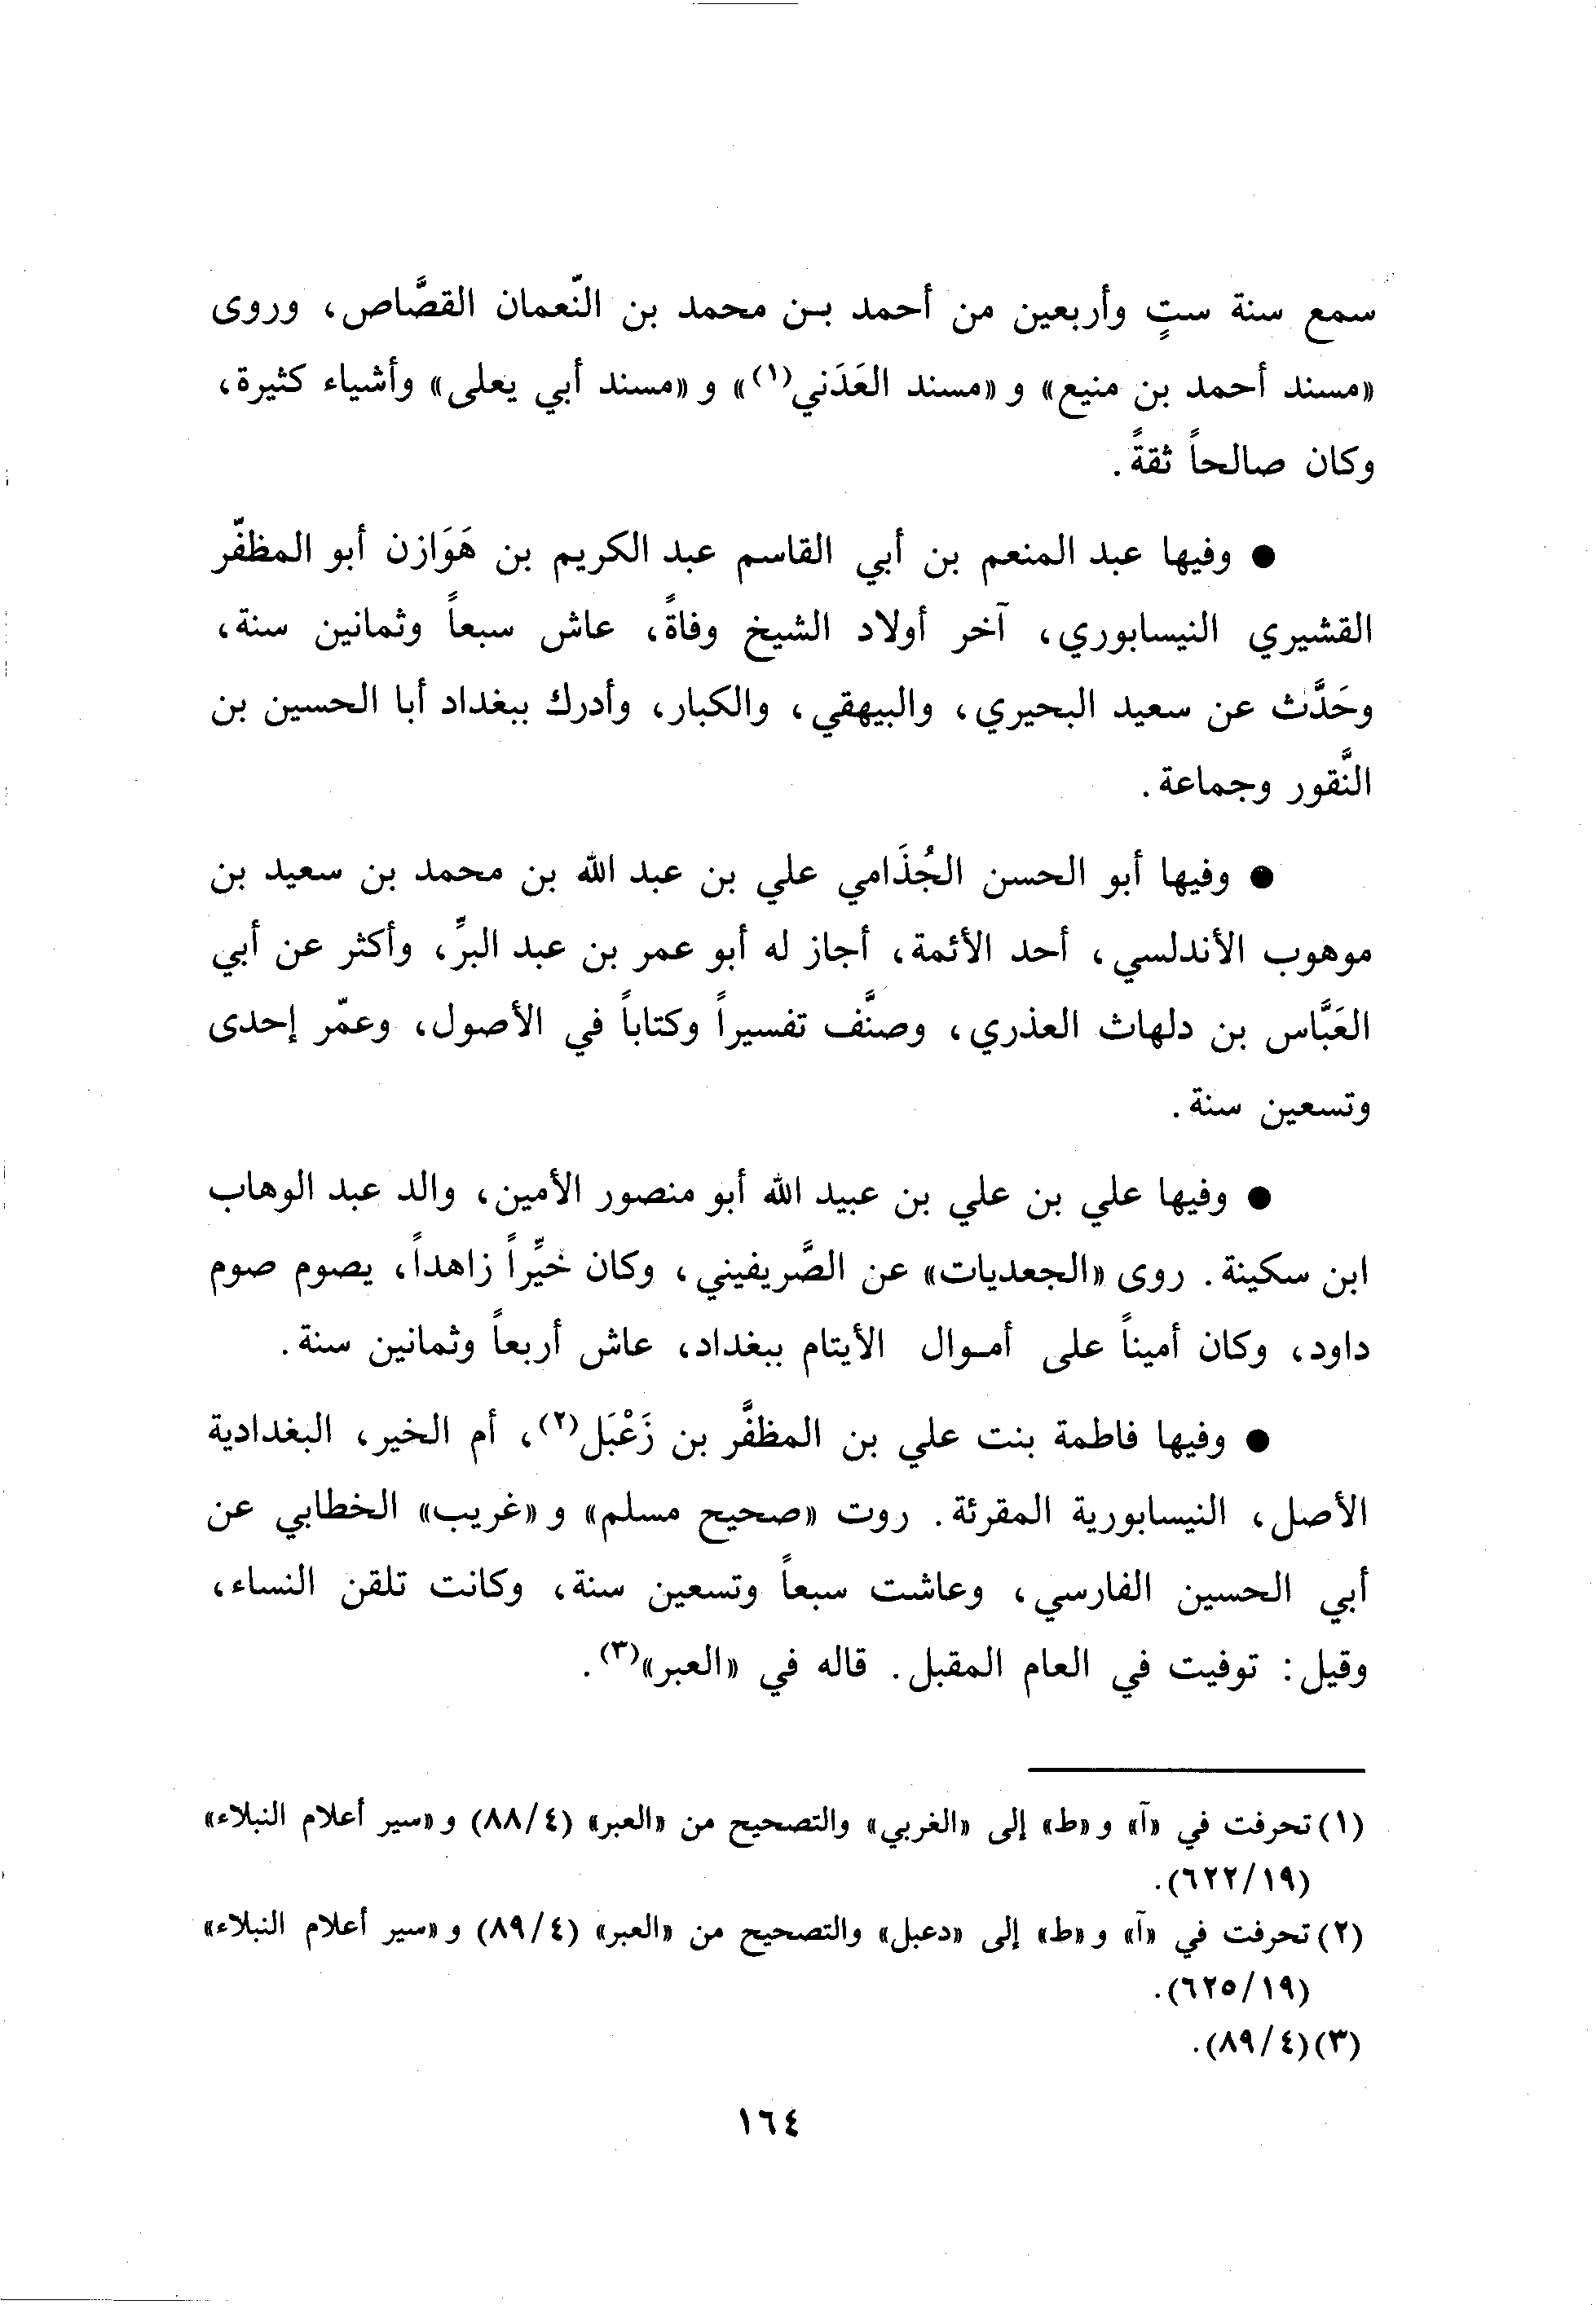 سمع سنة ستٍ وأربعين من أحمد بن محمد بن النّعمان القصَّاص، وروى
«مسند أحمد بن منيع» و «مسند العَدَني(١)» و «مسند أبي يعلى» وأشياء كثيرة،
وكان صالحاً ثقةً.
● وفيها عبد المنعم بن أبي القاسم عبد الكريم بن هَوَازن أبو المظفّر
القشيري النيسابوري، آخر أولاد الشيخ وفاةً، عاش سبعاً وثمانين سنة،
وحَدَّث عن سعيد البحيري، والبيهقي، والكبار، وأدرك ببغداد أبا الحسين بن
النَّقور وجماعة.
● وفيها أبو الحسن الجُذَامي علي بن عبد الله بن محمد بن سعيد بن
موهوب الأندلسي، أحد الأئمة، أجاز له أبو عمر بن عبد البرِّ، وأكثر عن أبي
العَبَّاس بن دلهاث العذري، وصنَّف تفسيراً وكتاباً في الأصول، وعمّر إحدى
وتسعين سنة.
● وفيها علي بن علي بن عبيد الله أبو منصور الأمين، والد عبد الوهاب
ابن سكينة. روى «الجعديات» عن الصَّريفيني، وكان خيِّراً زاهداً، يصوم صوم
داود، وكان أميناً على أموال الأيتام ببغداد، عاش أربعاً وثمانين سنة.
● وفيها فاطمة بنت علي بن المظفَّر بن زَعْبَل(٢)، أم الخير، البغدادية
الأصل، النيسابورية المقرئة. روت «صحيح مسلم» و «غريب» الخطابي عن
أبي الحسين الفارسي، وعاشت سبعاً وتسعين سنة، وكانت تلقن النساء،
وقيل: توفيت في العام المقبل. قاله في «العبر»(٣).
(١) تحرفت في «آ» و «ط» إلى «الغربي» والتصحيح من «العبر» (٤/ ٨٨) و «سير أعلام النبلاء»
(١٩/ ٦٢٢).
(٢) تحرفت في «آ» و «ط» إلى «دعبل» والتصحيح من «العبر» (٤/ ٨٩) و «سير أعلام النبلاء»
(١٩/ ٦٢٥).
(٣) (٤/ ٨٩).
١٦٤